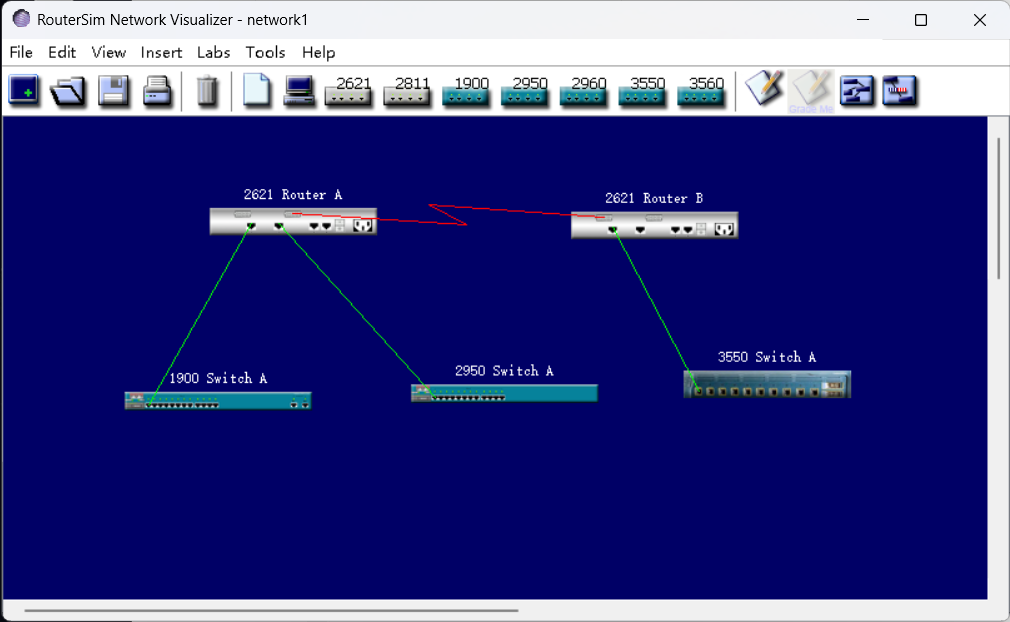 RouterSim Network Visualizer - network1
File Edit View Insert Labs Tools Help
2621 2811 1900 2950 2960 3550 3560
Grade Me
2621 Router A
2621 Router B
3550 Switch A
2950 Switch A
1900 Switch A